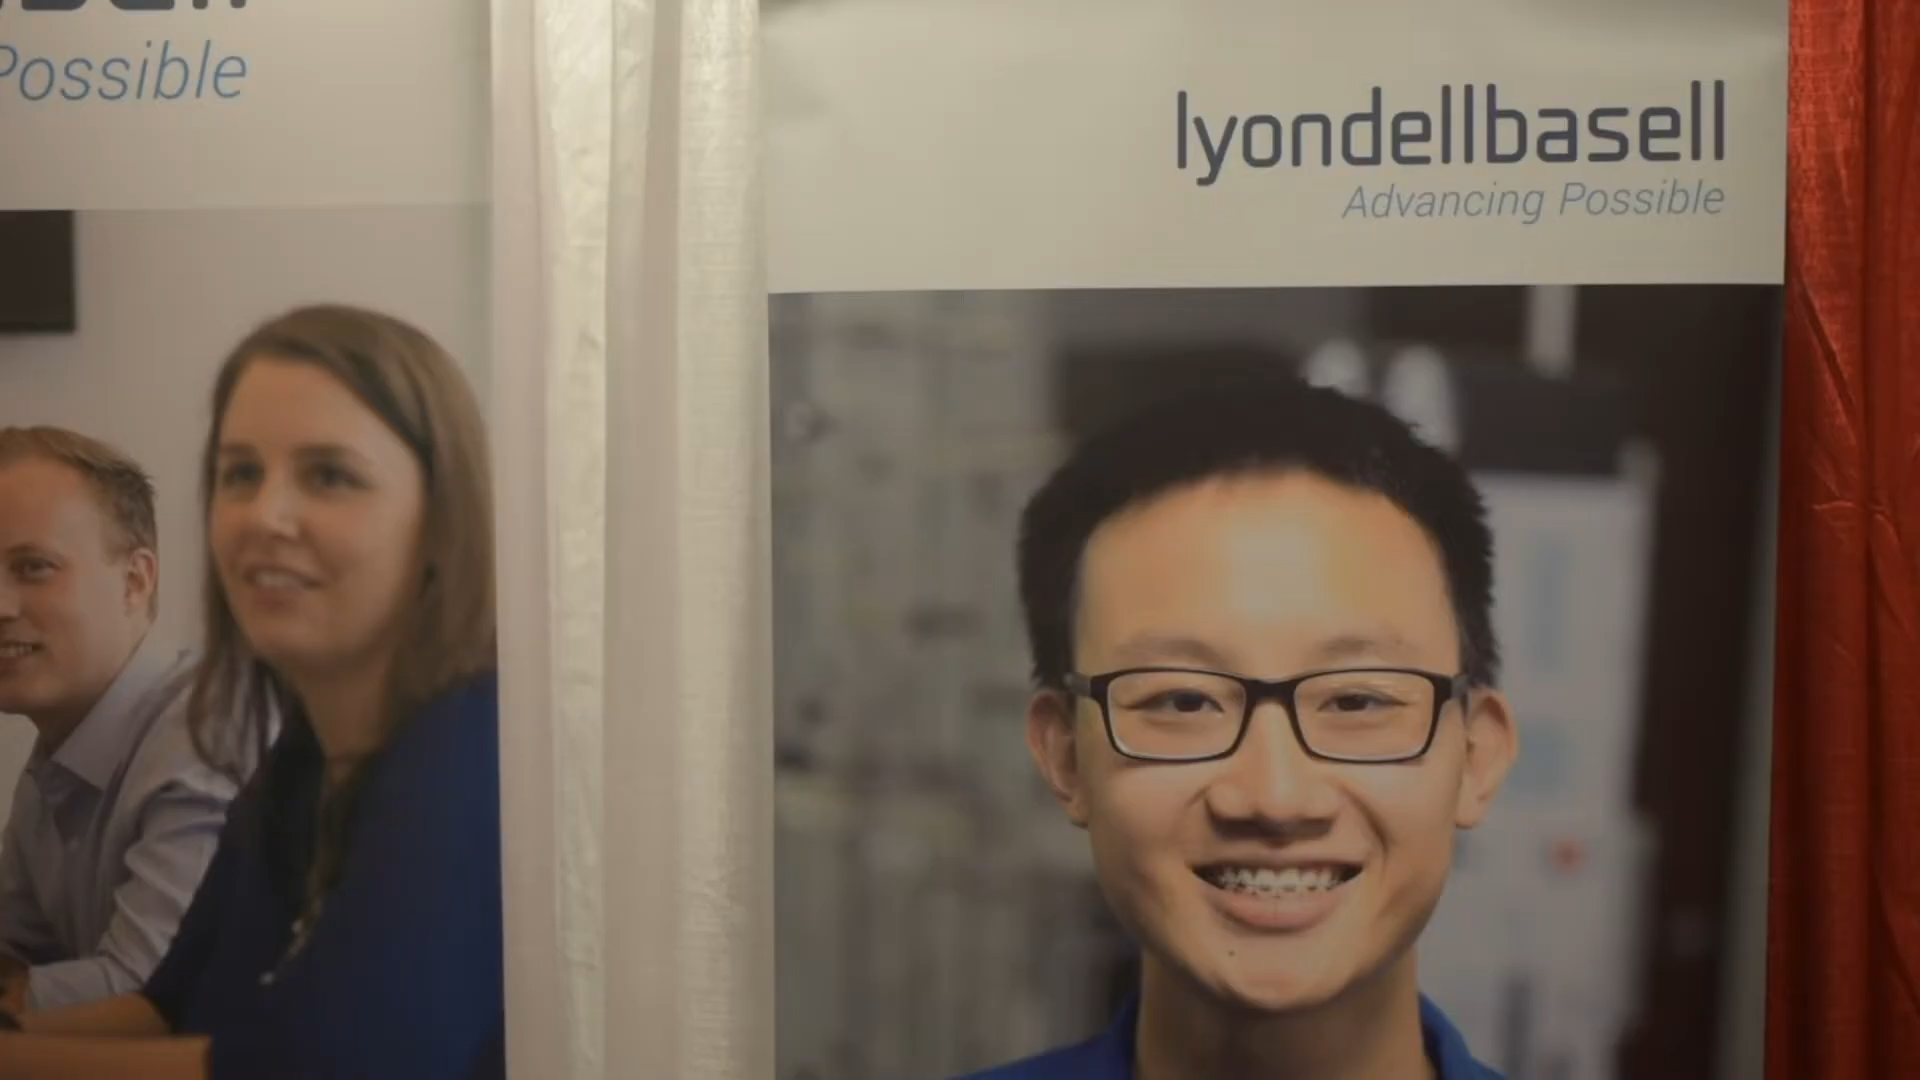 Possible
lyondellbasell
Advancing Possible